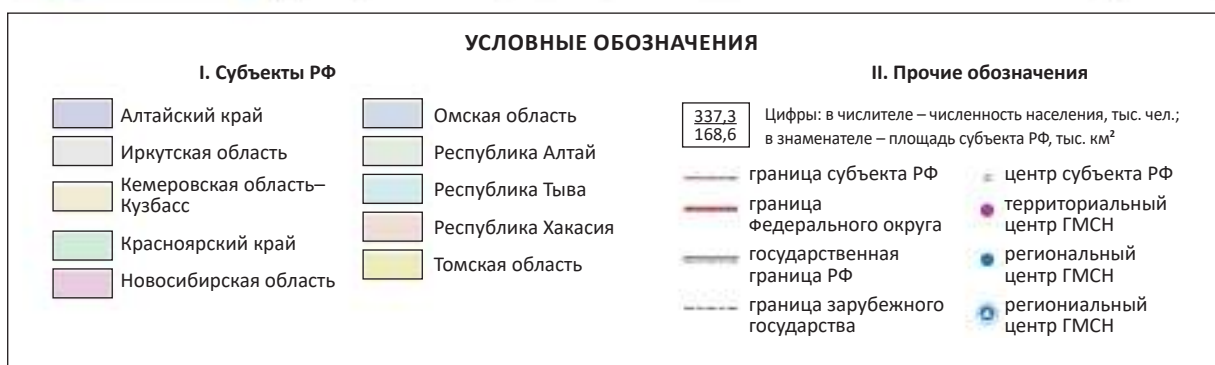 УСЛОВНЫЕ ОБОЗНАЧЕНИЯ
I. Субъекты РФ
Алтайский край
Иркутская область
Кемеровская область–
Кузбасс
Красноярский край
Новосибирская область
Омская область
Республика Алтай
Республика Тыва
Республика Хакасия
Томская область
II. Прочие обозначения
337,3
168,6
Цифры: в числителе – численность населения, тыс. чел.;
в знаменателе – площадь субъекта РФ, тыс. км²
граница субъекта РФ
граница
Федерального округа
государственная
граница РФ
граница зарубежного
государства
центр субъекта РФ
территориальный
центр ГМСН
региональный
центр ГМСН
региониальный
центр ГМСН